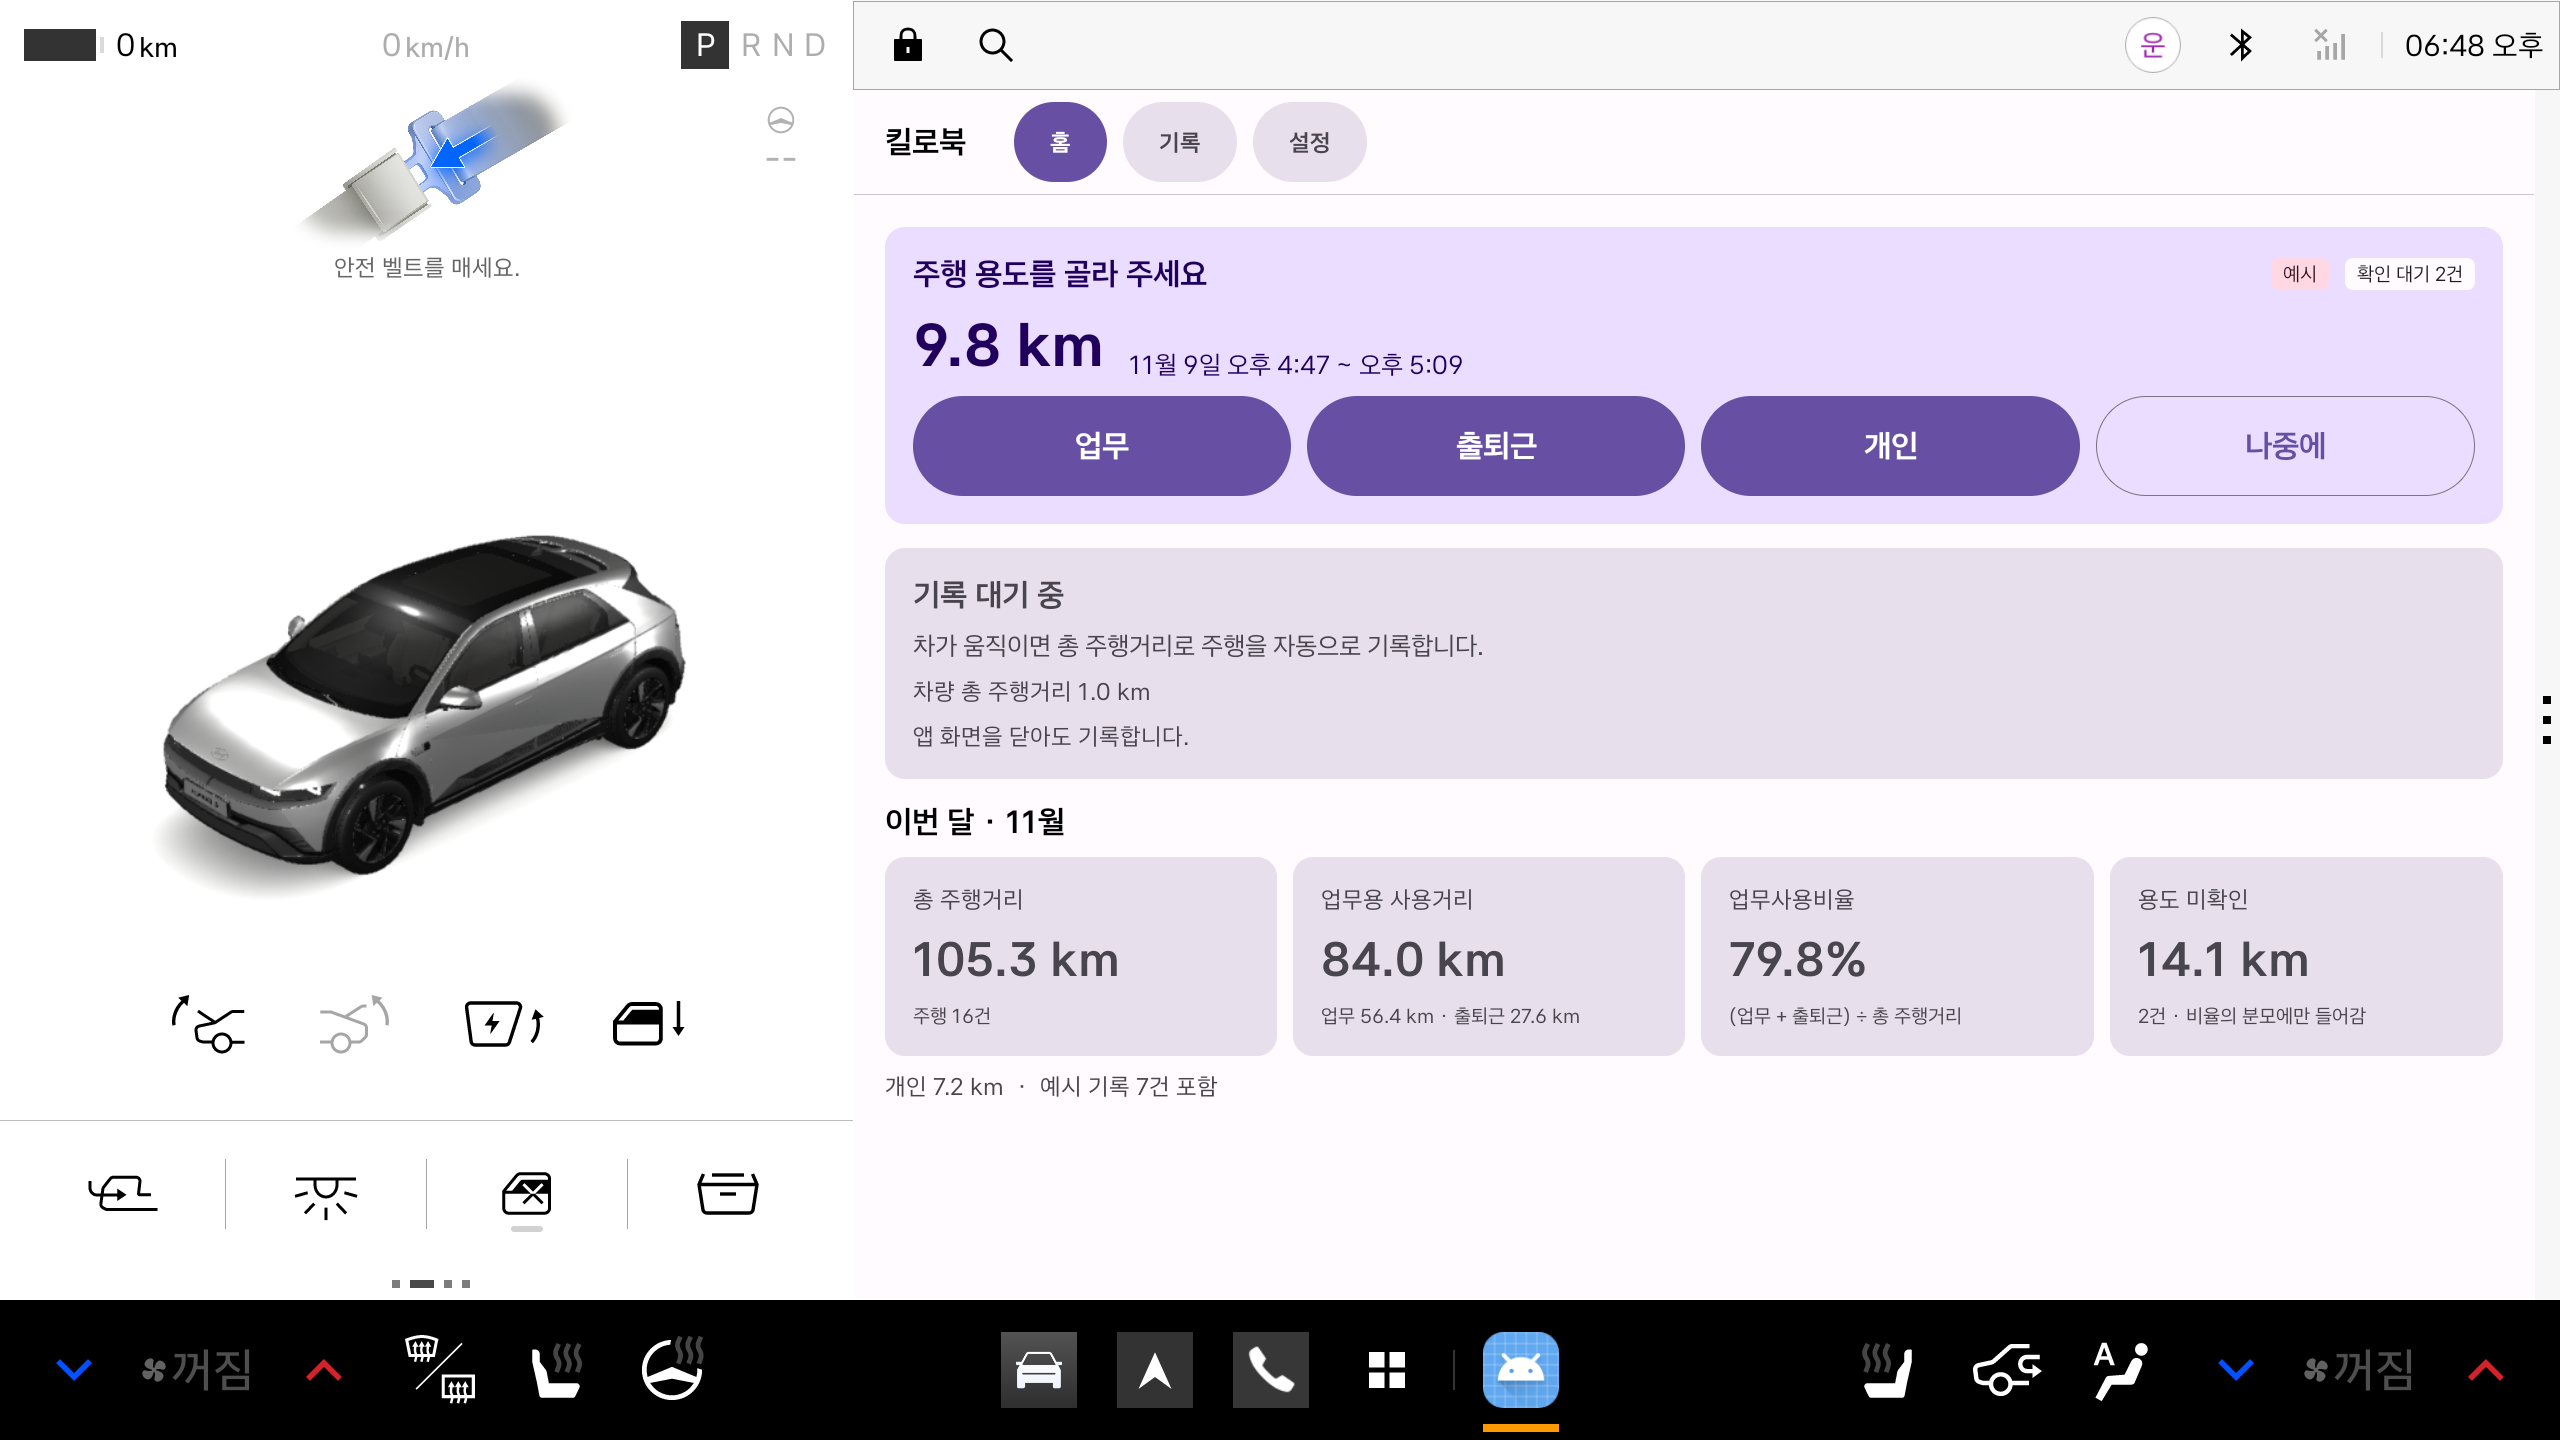 0 km
0 km/h
P R N D
안전 벨트를 매세요.
운
06:48 오후
킬로북
홈
기록
설정
주행 용도를 골라 주세요
예시
확인 대기 2건
9.8 km
11월 9일 오후 4:47 ~ 오후 5:09
업무
출퇴근
개인
나중에
기록 대기 중
차가 움직이면 총 주행거리로 주행을 자동으로 기록합니다.
차량 총 주행거리 1.0 km
앱 화면을 닫아도 기록합니다.
이번 달 · 11월
총 주행거리
105.3 km
주행 16건
업무용 사용거리
84.0 km
업무 56.4 km · 출퇴근 27.6 km
업무사용비율
79.8%
(업무 + 출퇴근) ÷ 총 주행거리
용도 미확인
14.1 km
2건 · 비율의 분모에만 들어감
개인 7.2 km · 예시 기록 7건 포함
꺼짐
A
꺼짐